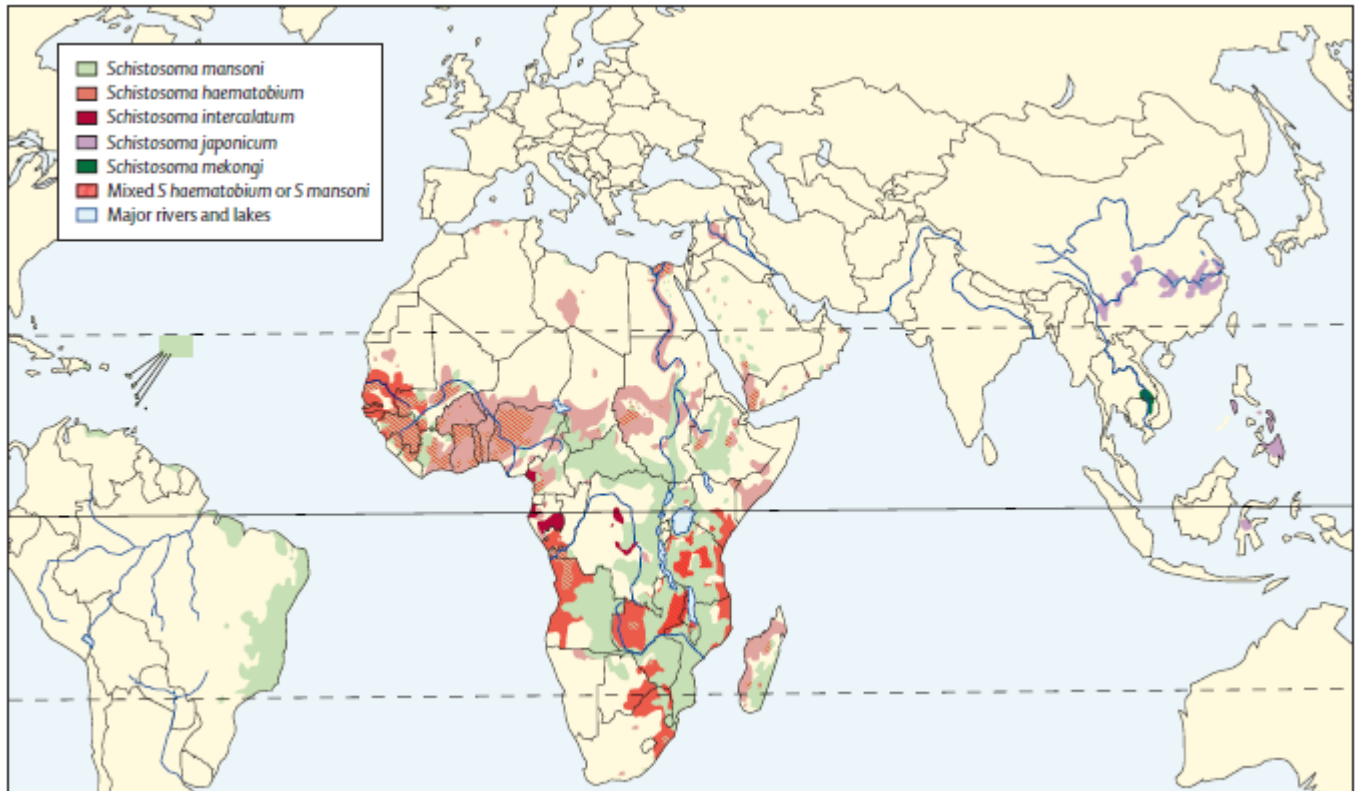 Schistosoma mansoni
Schistosoma haematobium
Schistosoma intercalatum
Schistosoma japonicum
Schistosoma mekongi
Mixed S haematobium or S mansoni
Major rivers and lakes